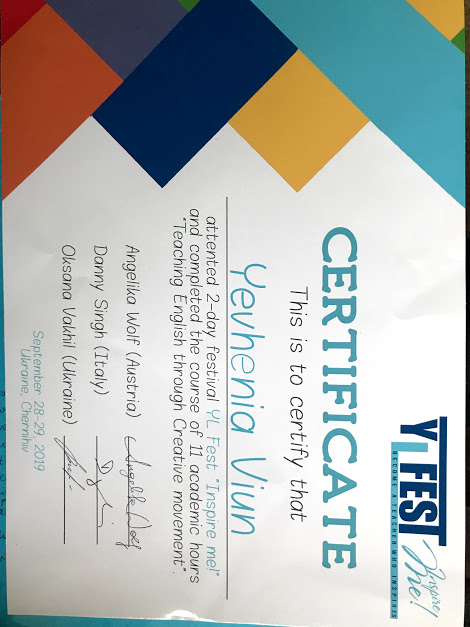 YLFEST Inspire Me!
BECOME A TEACHER WHO INSPIRES
CERTIFICATE
This is to certify that
Yevhenia Viun
attented 2-day festival YL Fest "Inspire me!"
and completed the course of 11 academic hours
"Teaching English through Creative movement".
Angelika Wolf (Austria)
Danny Singh (Italy)
Oksana Vakhil (Ukraine)
September 28-29, 2019
Ukraine, Chernihiv